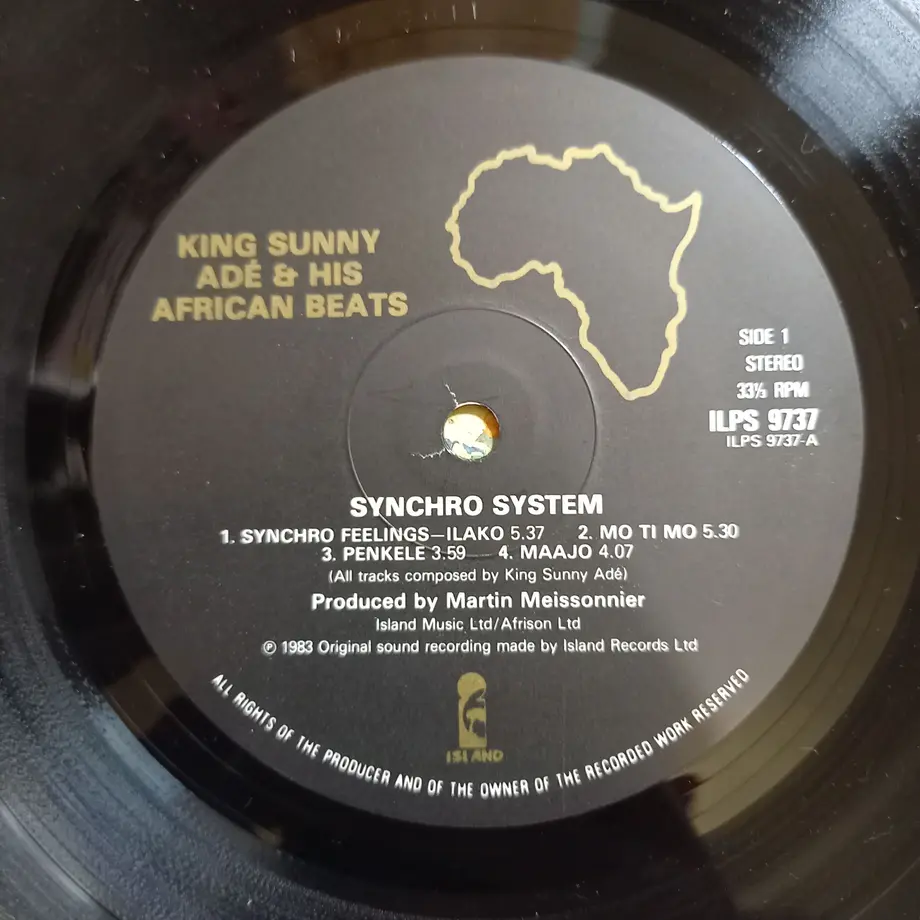 KING SUNNY
ADÉ & HIS
AFRICAN BEATS
SIDE 1
STEREO
33⅓ RPM
ILPS 9737
ILPS 9737-A
SYNCHRO SYSTEM
1. SYNCHRO FEELINGS–ILAKO 5.37 2. MO TI MO 5.30
3. PENKELE 3.59 4. MAAJO 4.07
(All tracks composed by King Sunny Adé)
Produced by Martin Meissonnier
Island Music Ltd/Afrison Ltd
℗ 1983 Original sound recording made by Island Records Ltd
ISLAND
ALL RIGHTS OF THE PRODUCER AND OF THE OWNER OF THE RECORDED WORK RESERVED